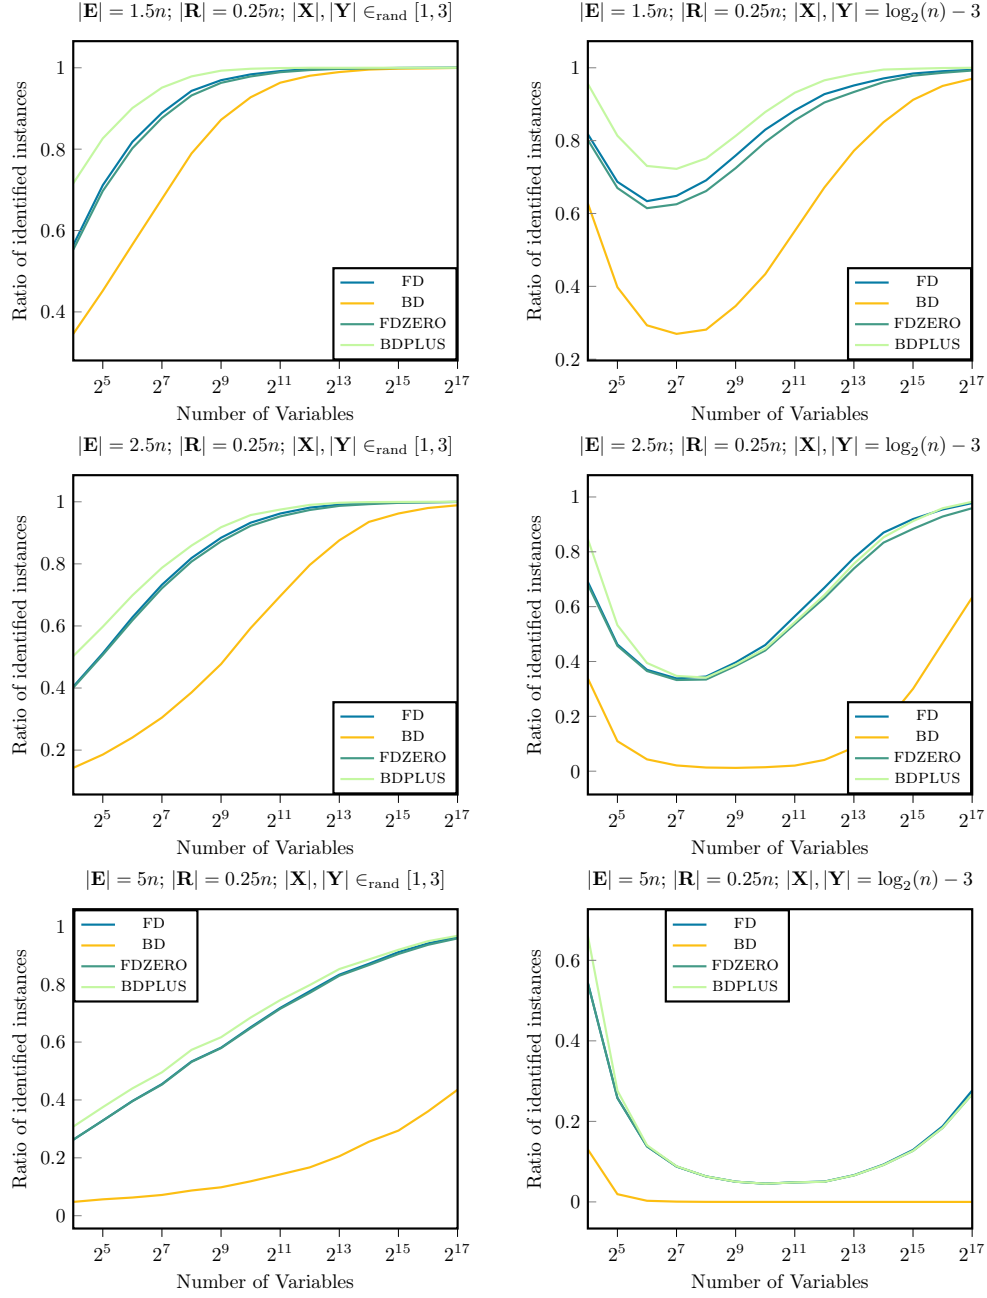 |E| = 1.5n; |R| = 0.25n; |X|, |Y| ∈rand [1, 3]
Ratio of identified instances
1
0.8
0.6
0.4
FD
BD
FDZERO
BDPLUS
2^5 2^7 2^9 2^11 2^13 2^15 2^17
Number of Variables
|E| = 1.5n; |R| = 0.25n; |X|, |Y| = log₂(n) − 3
Ratio of identified instances
1
0.8
0.6
0.4
0.2
FD
BD
FDZERO
BDPLUS
2^5 2^7 2^9 2^11 2^13 2^15 2^17
Number of Variables
|E| = 2.5n; |R| = 0.25n; |X|, |Y| ∈rand [1, 3]
Ratio of identified instances
1
0.8
0.6
0.4
0.2
FD
BD
FDZERO
BDPLUS
2^5 2^7 2^9 2^11 2^13 2^15 2^17
Number of Variables
|E| = 2.5n; |R| = 0.25n; |X|, |Y| = log₂(n) − 3
Ratio of identified instances
1
0.8
0.6
0.4
0.2
0
FD
BD
FDZERO
BDPLUS
2^5 2^7 2^9 2^11 2^13 2^15 2^17
Number of Variables
|E| = 5n; |R| = 0.25n; |X|, |Y| ∈rand [1, 3]
Ratio of identified instances
1
0.8
0.6
0.4
0.2
0
FD
BD
FDZERO
BDPLUS
2^5 2^7 2^9 2^11 2^13 2^15 2^17
Number of Variables
|E| = 5n; |R| = 0.25n; |X|, |Y| = log₂(n) − 3
Ratio of identified instances
0.6
0.4
0.2
0
FD
BD
FDZERO
BDPLUS
2^5 2^7 2^9 2^11 2^13 2^15 2^17
Number of Variables